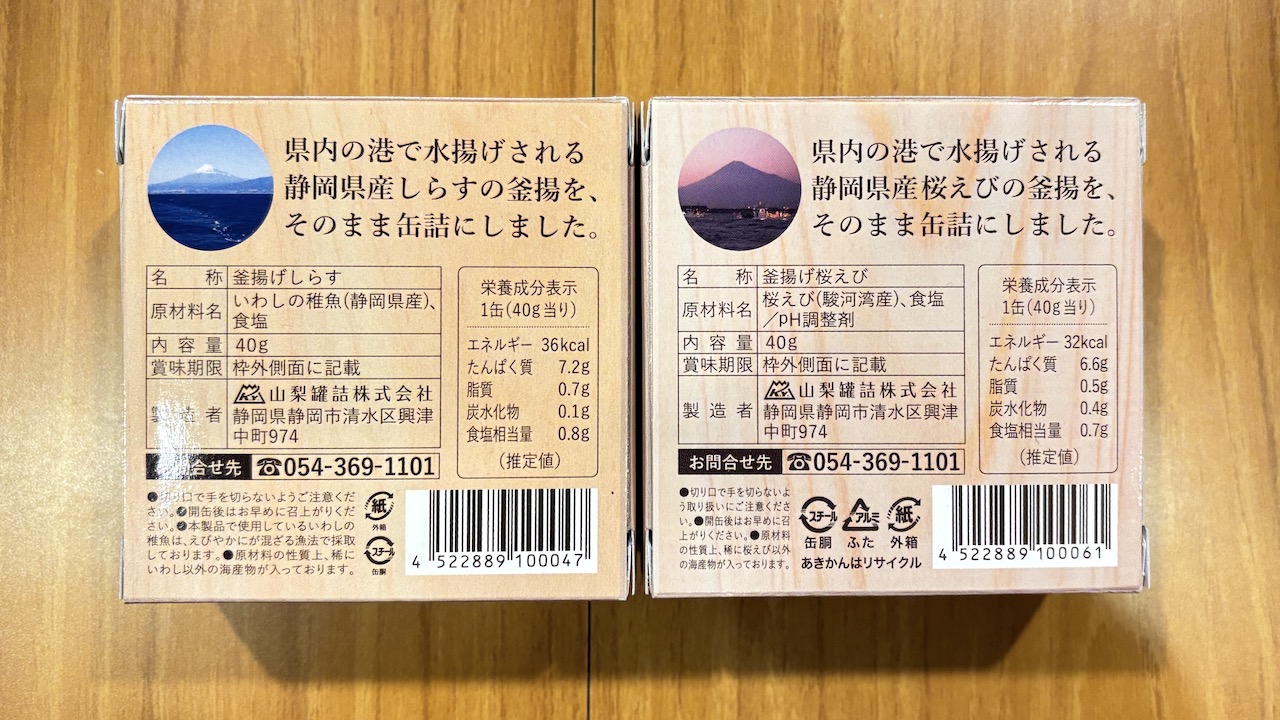 県内の港で水揚げされる
静岡県産しらすの釜揚を、
そのまま缶詰にしました。
名 称 釜揚げしらす
原材料名 いわしの稚魚(静岡県産)、
食塩
内容量 40g
賞味期限 枠外側面に記載
製造者 山梨罐詰株式会社
静岡県静岡市清水区興津
中町974
栄養成分表示
1缶(40g当り)
エネルギー 36kcal
たんぱく質 7.2g
脂質 0.7g
炭水化物 0.1g
食塩相当量 0.8g
(推定値)
お問合せ先 ☎054-369-1101
●切り口で手を切らないようご注意くだ
さい。●開缶後はお早めに召上がりくだ
さい。●本製品で使用しているいわしの
稚魚は、えびやかにが混ざる漁法で採取
しております。●原材料の性質上、稀に
いわし以外の海産物が入っております。
紙
外箱
スチール
缶胴
4 522889 100047
県内の港で水揚げされる
静岡県産桜えびの釜揚を、
そのまま缶詰にしました。
名 称 釜揚げ桜えび
原材料名 桜えび(駿河湾産)、食塩
/pH調整剤
内容量 40g
賞味期限 枠外側面に記載
製造者 山梨罐詰株式会社
静岡県静岡市清水区興津
中町974
栄養成分表示
1缶(40g当り)
エネルギー 32kcal
たんぱく質 6.6g
脂質 0.5g
炭水化物 0.4g
食塩相当量 0.7g
(推定値)
お問合せ先 ☎054-369-1101
●切り口で手を切らないよ
う取り扱いにご注意くださ
い。●開缶後はお早めに召
上がりください。●原材料
の性質上、稀に桜えび以外
の海産物が入っております。
スチール アルミ 紙
缶胴 ふた 外箱
あきかんはリサイクル
4 522889 100061